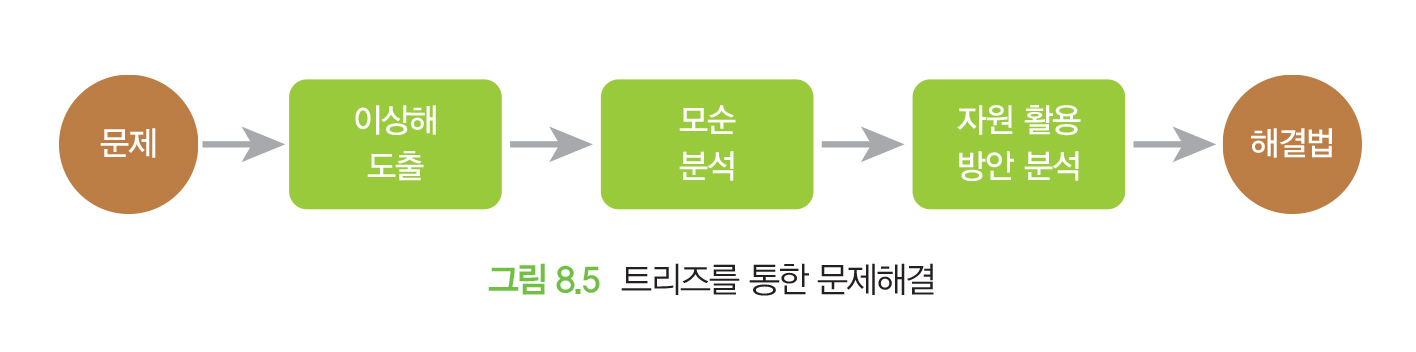 문제
이상해
도출
모순
분석
자원 활용
방안 분석
해결법
그림 8.5 트리즈를 통한 문제해결